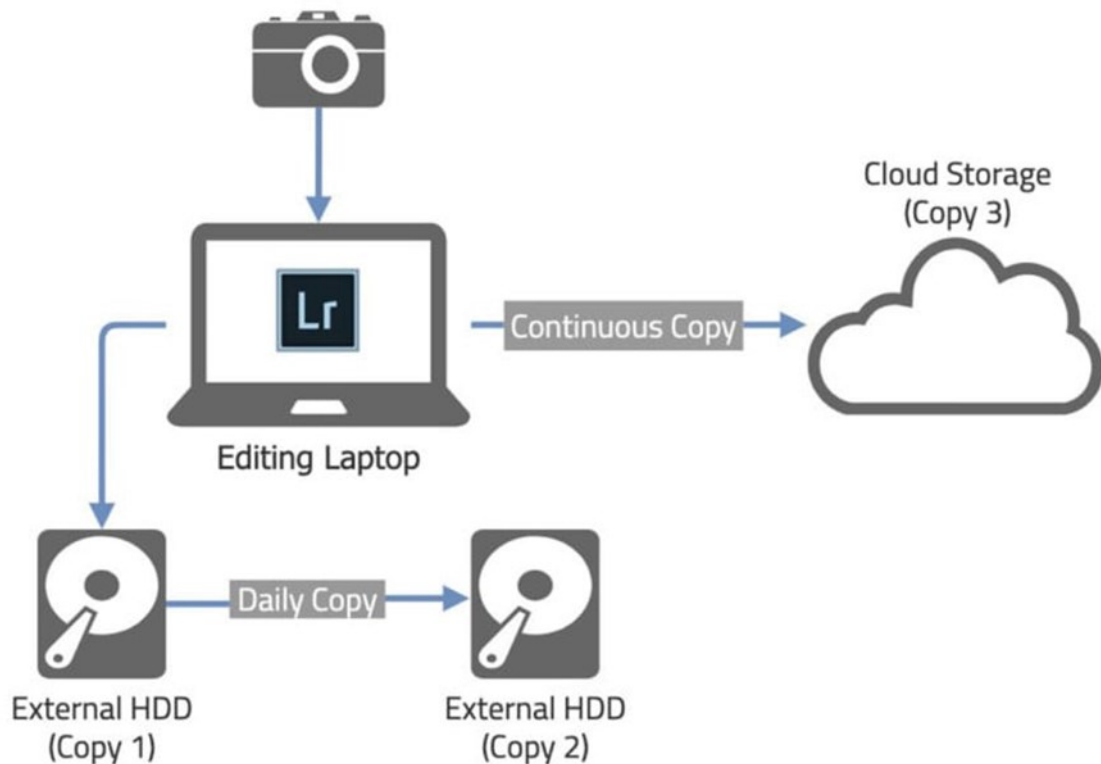 Cloud Storage
(Copy 3)
Lr
Continuous Copy
Editing Laptop
Daily Copy
External HDD
(Copy 1)
External HDD
(Copy 2)